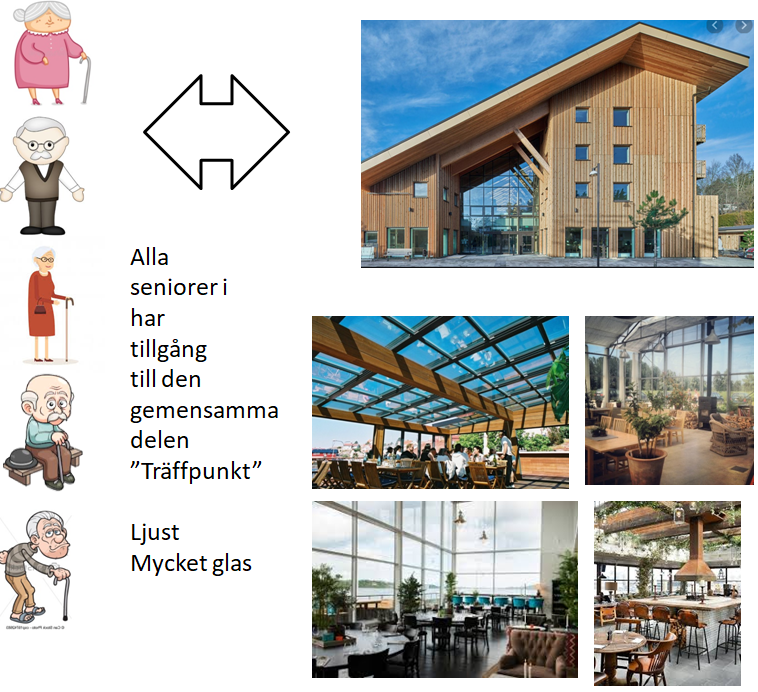 Alla
seniorer i
har
tillgång
till den
gemensamma
delen
”Träffpunkt”
Ljust
Mycket glas